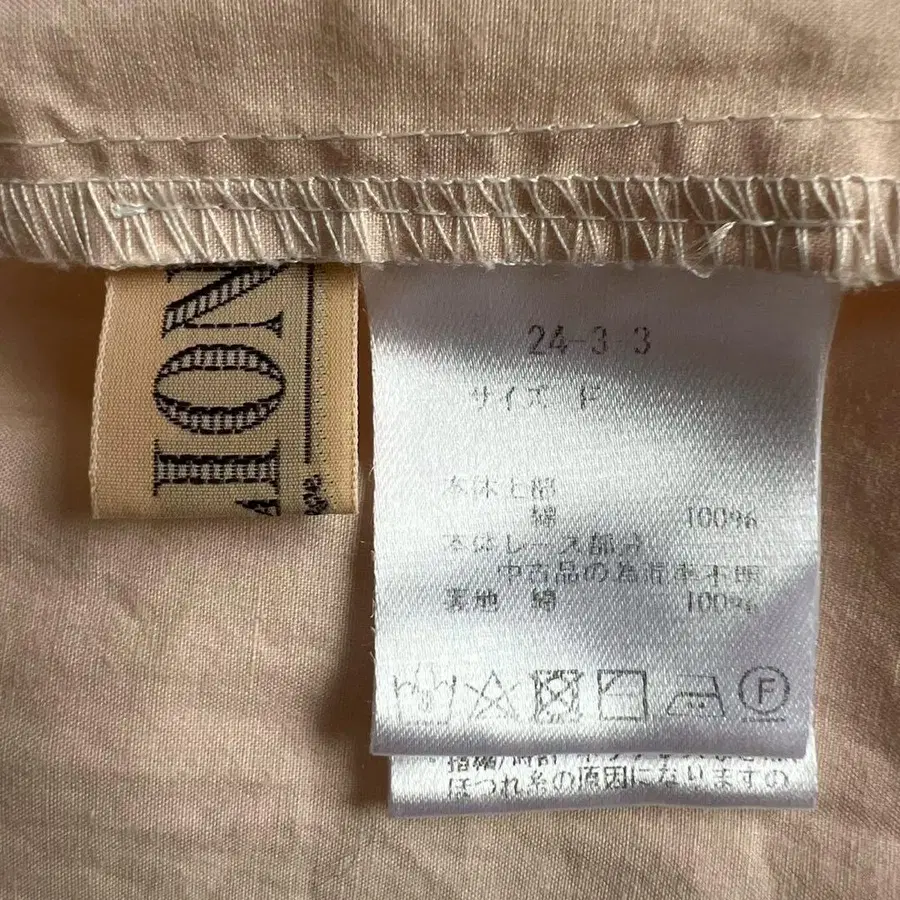 ION
24-3-3
サイズ F
本体上部
綿 100%
本体レース部分
中古品の為混率不明
裏地 綿 100%
F
ほつれ糸の原因になりますの